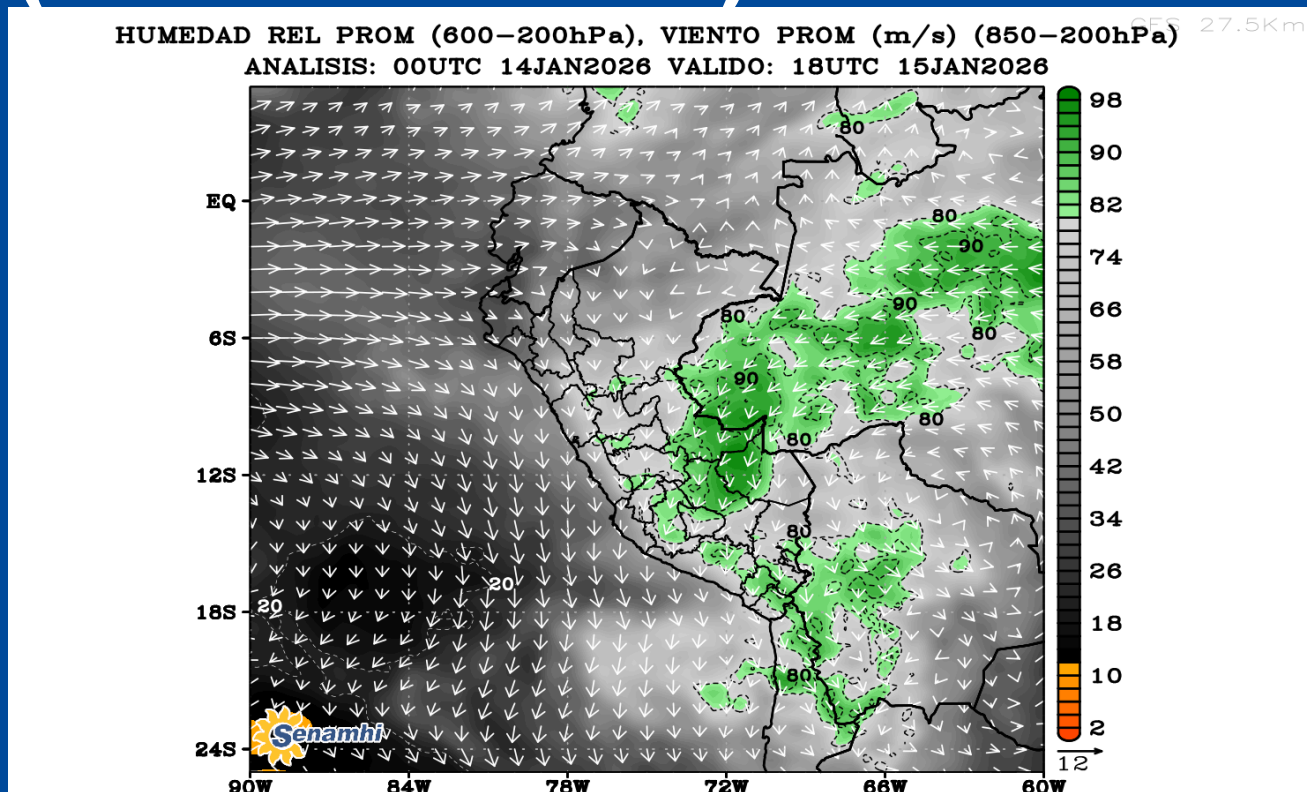 GFS 27.5Km
HUMEDAD REL PROM (600-200hPa), VIENTO PROM (m/s) (850-200hPa)
ANALISIS: 00UTC 14JAN2026 VALIDO: 18UTC 15JAN2026
98
90
82
74
66
58
50
42
34
26
18
10
2
12
EQ
6S
12S
18S
24S
90W
84W
78W
72W
66W
60W
80
80
90
90
80
80
90
80
80
80
20
20
80
Senamhi